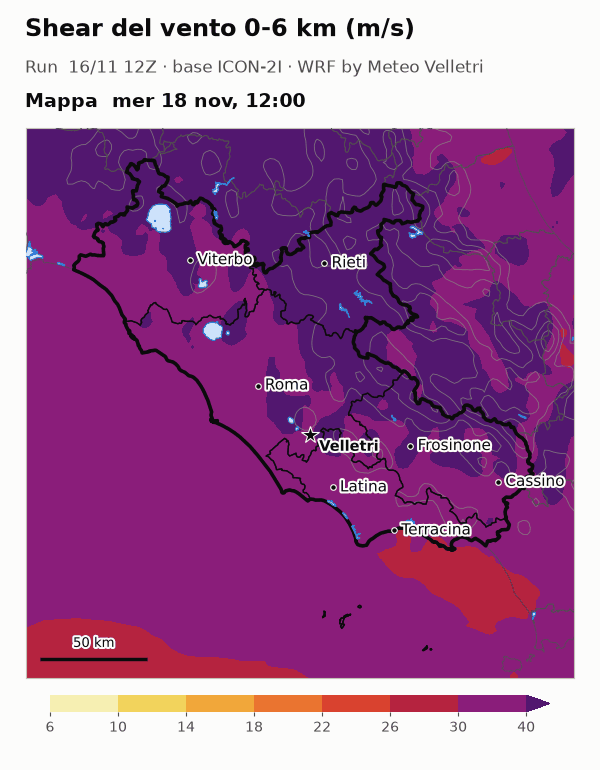 Shear del vento 0-6 km (m/s)
Run  16/11 12Z · base ICON-2I · WRF by Meteo Velletri
Mappa  mer 18 nov, 12:00
Viterbo
Rieti
Roma
Velletri
Frosinone
Latina
Cassino
Terracina
50 km
6 10 14 18 22 26 30 40